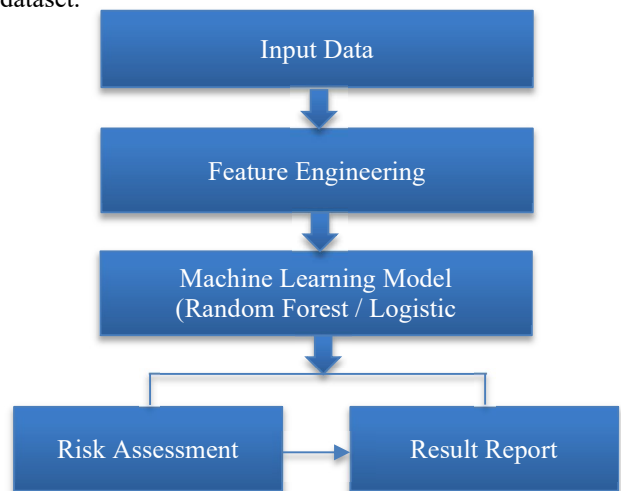 dataset.
Input Data
Feature Engineering
Machine Learning Model
(Random Forest / Logistic
Risk Assessment
Result Report